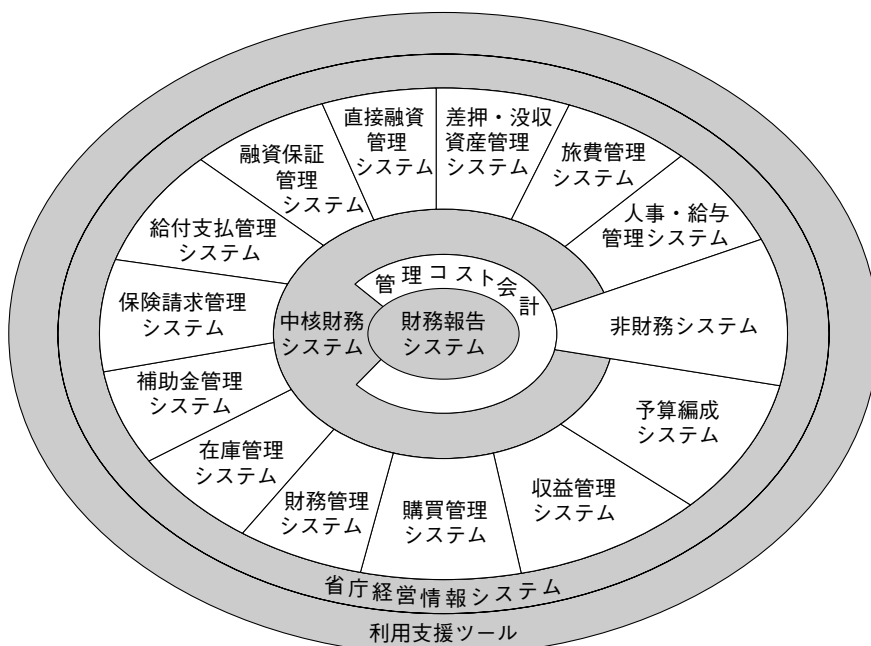 直接融資
管理
システム
差押・没収
資産管理
システム
旅費管理
システム
人事・給与
管理システム
融資保証
管理
システム
給付支払管理
システム
保険請求管理
システム
補助金管理
システム
在庫管理
システム
財務管理
システム
購買管理
システム
収益管理
システム
予算編成
システム
非財務システム
管理コスト会計
中核財務
システム
財務報告
システム
省庁経営情報システム
利用支援ツール